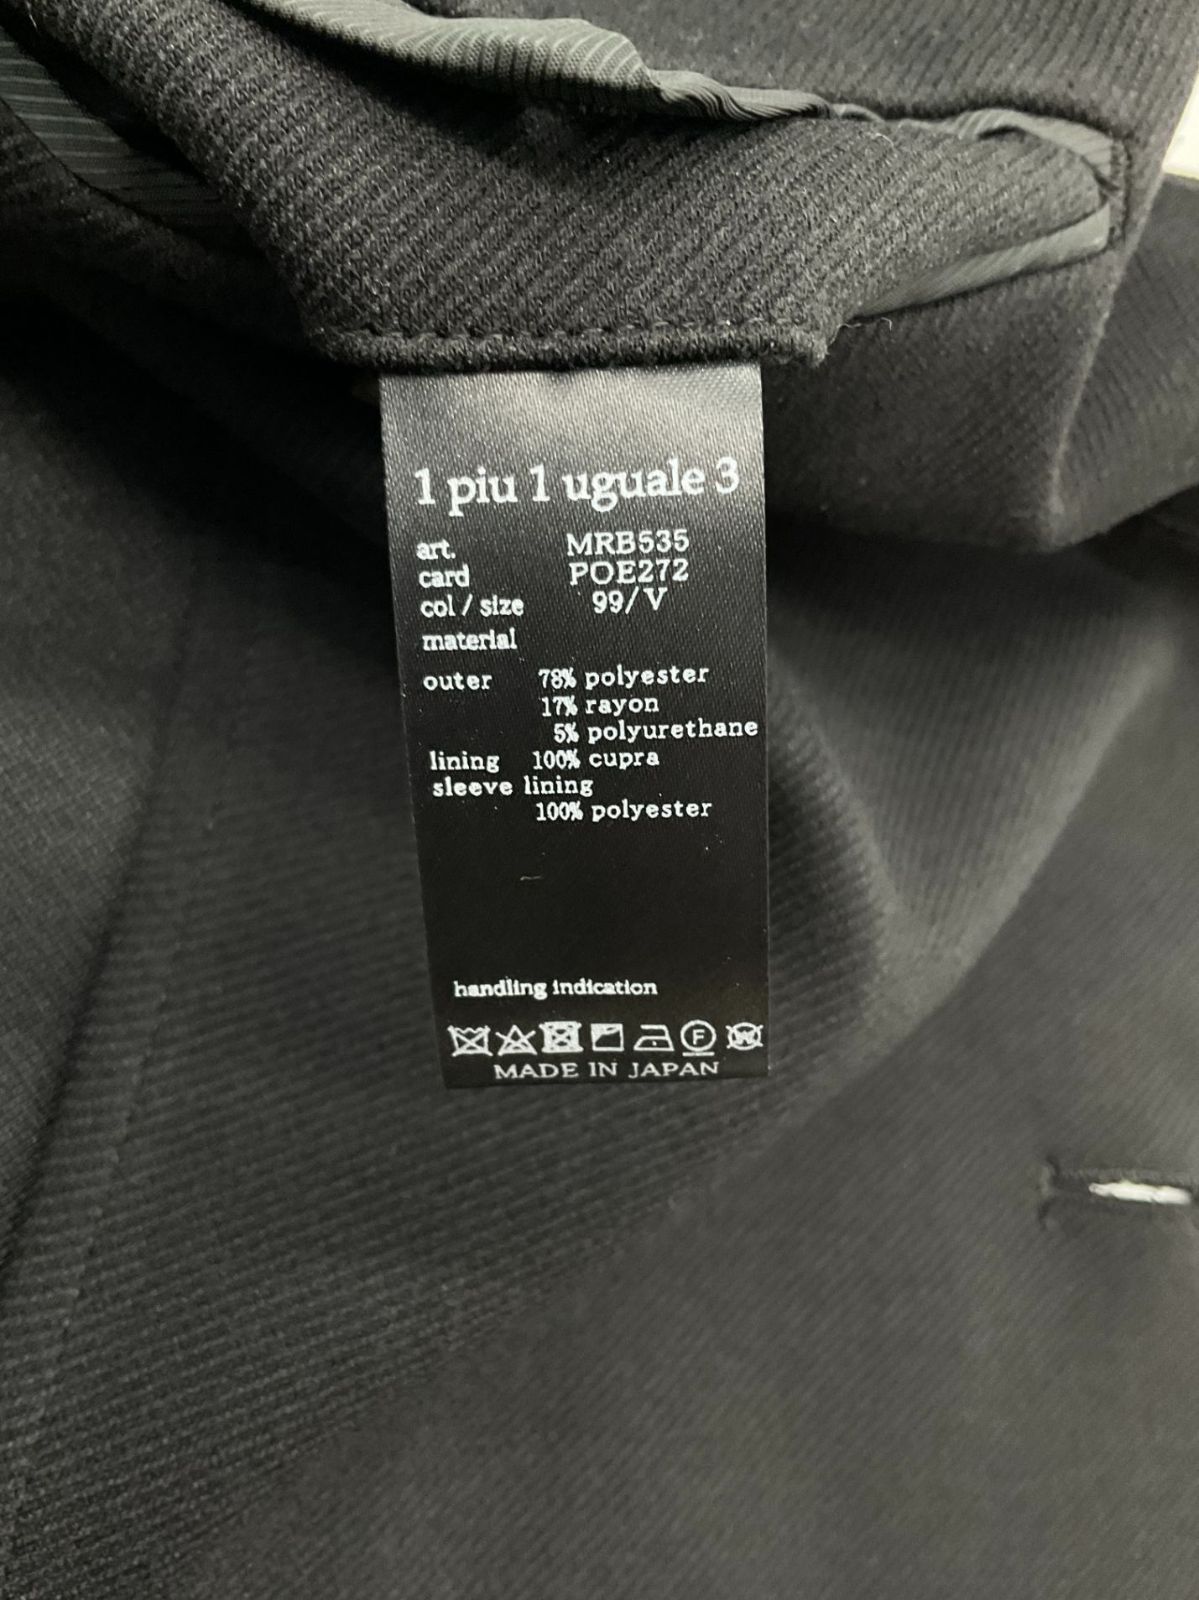 1 piu 1 uguale 3
art. MRB535
card POE272
col / size 99/V
material
outer 78% polyester
17% rayon
5% polyurethane
lining 100% cupra
sleeve lining
100% polyester
handling indication
F W
MADE IN JAPAN